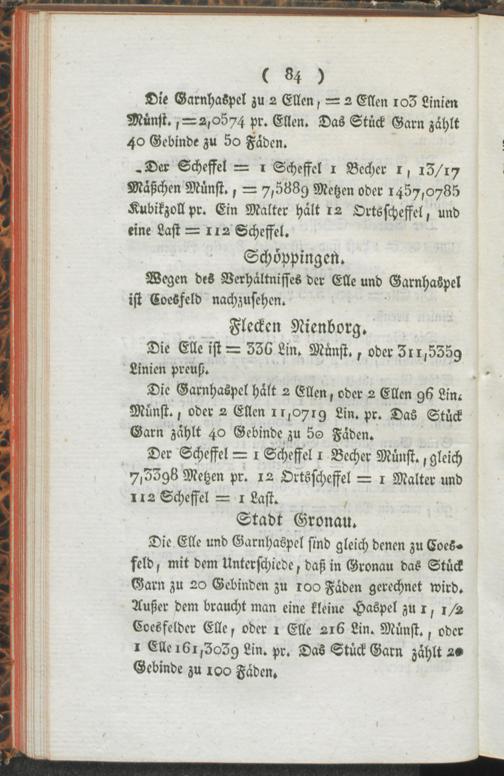 ( 84 )
Die Garnhaspel zu 2 Ellen, = 2 Ellen 103 Linien
Münst., = 2,0574 pr. Ellen. Das Stück Garn zählt
40 Gebinde zu 50 Fäden.
Der Scheffel = 1 Scheffel 1 Becher 1, 13/17
Mäßchen Münst., = 7,5889 Metzen oder 1457,0785
Kubikzoll pr. Ein Malter hält 12 Ortsscheffel, und
eine Last = 112 Scheffel.
Schöppingen.
Wegen des Verhältnisses der Elle und Garnhaspel
ist Coesfeld nachzusehen.
Flecken Nienborg.
Die Elle ist = 336 Lin. Münst., oder 311,5359
Linien preuß.
Die Garnhaspel hält 2 Ellen, oder 2 Ellen 96 Lin.
Münst., oder 2 Ellen 11,0719 Lin. pr. Das Stück
Garn zählt 40 Gebinde zu 50 Fäden.
Der Scheffel = 1 Scheffel 1 Becher Münst., gleich
7,3398 Metzen pr. 12 Ortsscheffel = 1 Malter und
112 Scheffel = 1 Last.
Stadt Gronau.
Die Elle und Garnhaspel sind gleich denen zu Coes-
feld, mit dem Unterschiede, daß in Gronau das Stück
Garn zu 20 Gebinden zu 100 Fäden gerechnet wird.
Außer dem braucht man eine kleine Haspel zu 1, 1/2
Coesfelder Elle, oder 1 Elle 216 Lin. Münst., oder
1 Elle 161,3039 Lin. pr. Das Stück Garn zählt 20
Gebinde zu 100 Fäden.